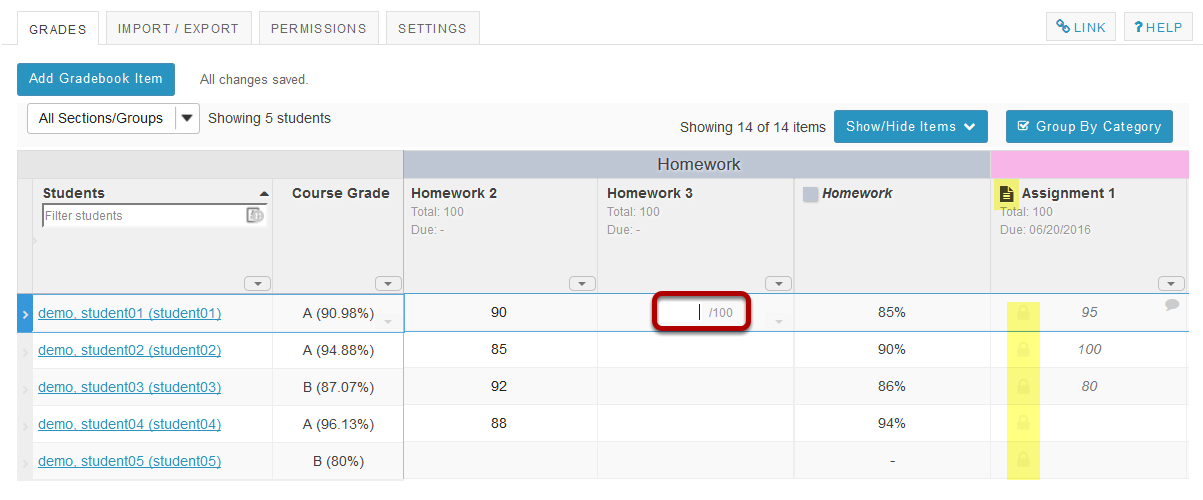 GRADES IMPORT / EXPORT PERMISSIONS SETTINGS LINK ? HELP
Add Gradebook Item All changes saved.
All Sections/Groups Showing 5 students
Showing 14 of 14 items Show/Hide Items Group By Category
Homework
Students Course Grade Homework 2 Homework 3 Homework Assignment 1
Filter students Total: 100 Total: 100 Total: 100
Due: - Due: - Due: 06/20/2016
demo, student01 (student01) A (90.98%) 90 /100 85% 95
demo, student02 (student02) A (94.88%) 85 90% 100
demo, student03 (student03) B (87.07%) 92 86% 80
demo, student04 (student04) A (96.13%) 88 94%
demo, student05 (student05) B (80%) -